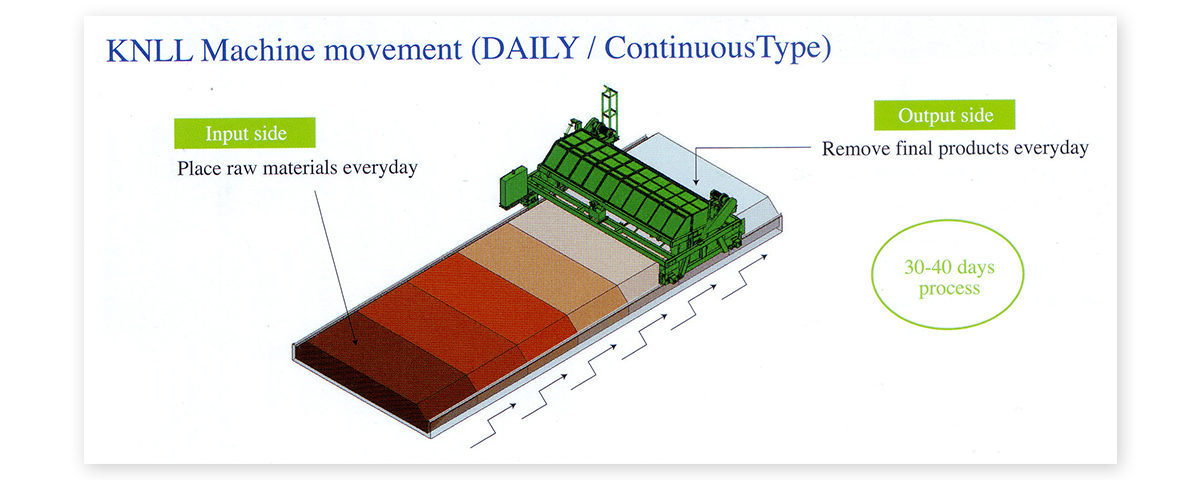 KNLL Machine movement (DAILY / ContinuousType)
Input side
Place raw materials everyday
Output side
Remove final products everyday
30-40 days
process